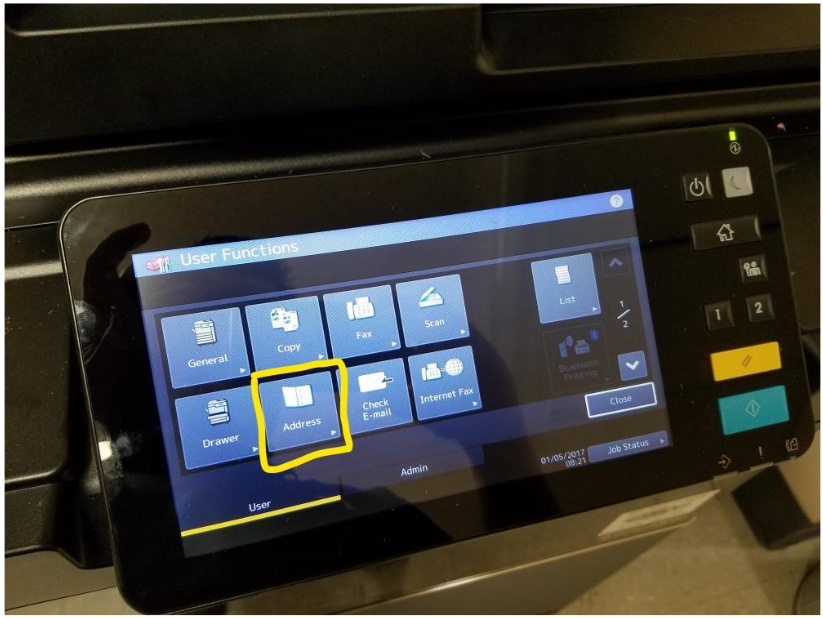 ?
User Functions
General
Copy
Fax
Scan
List
1
2
Drawer
Address
Check
E-mail
Internet Fax
Bluetooth
Printing
Close
User
Admin
01/05/2017
08:21
Job Status
1
2